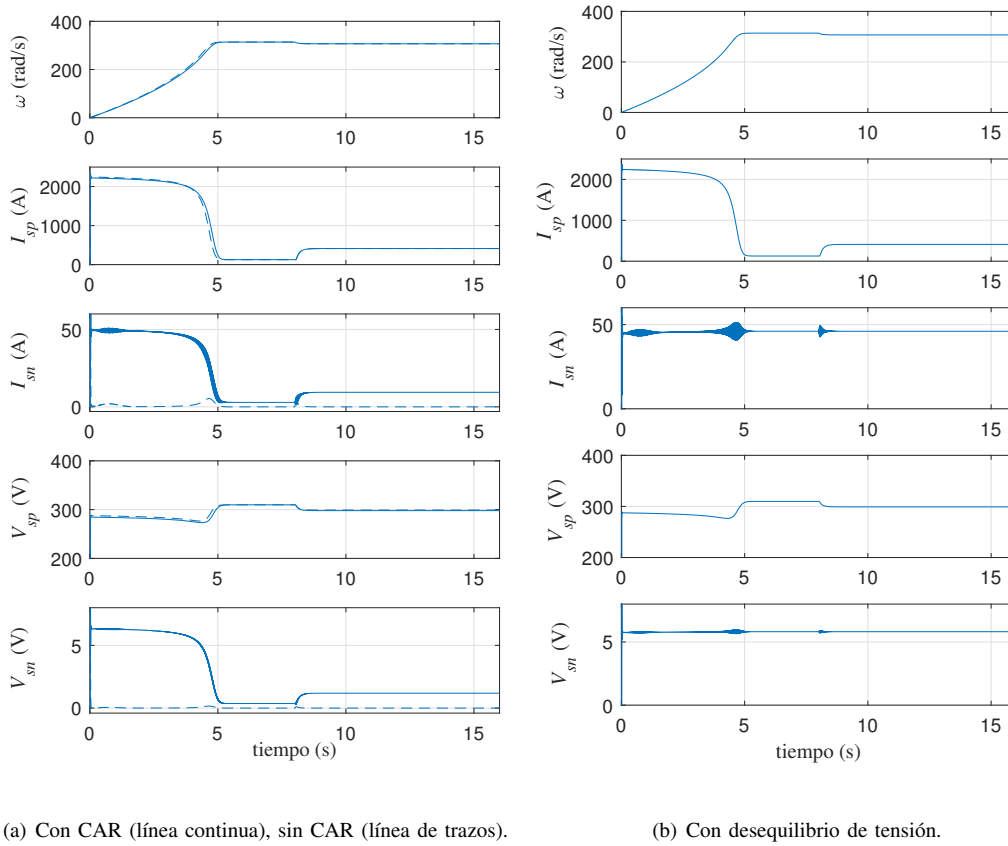 400
200
0
ω (rad/s)
0 5 10 15
2000
1000
0
I_sp (A)
0 5 10 15
50
0
I_sn (A)
0 5 10 15
400
300
200
V_sp (V)
0 5 10 15
5
0
V_sn (V)
0 5 10 15
tiempo (s)
(a) Con CAR (línea continua), sin CAR (línea de trazos).
400
200
0
ω (rad/s)
0 5 10 15
2000
1000
0
I_sp (A)
0 5 10 15
50
0
I_sn (A)
0 5 10 15
400
300
200
V_sp (V)
0 5 10 15
5
0
V_sn (V)
0 5 10 15
tiempo (s)
(b) Con desequilibrio de tensión.